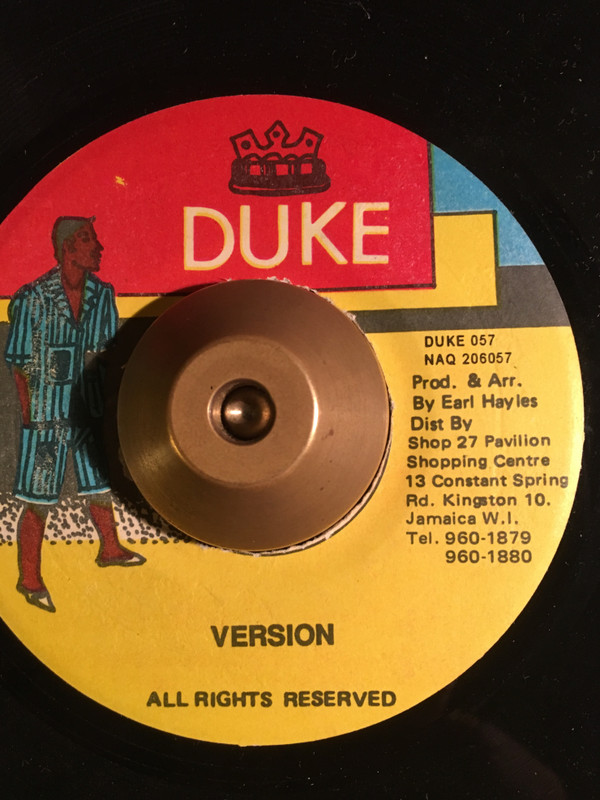 DUKE
DUKE 057
NAQ 206057
Prod. & Arr.
By Earl Hayles
Dist By
Shop 27 Pavilion
Shopping Centre
13 Constant Spring
Rd. Kingston 10.
Jamaica W.I.
Tel. 960-1879
960-1880
VERSION
ALL RIGHTS RESERVED